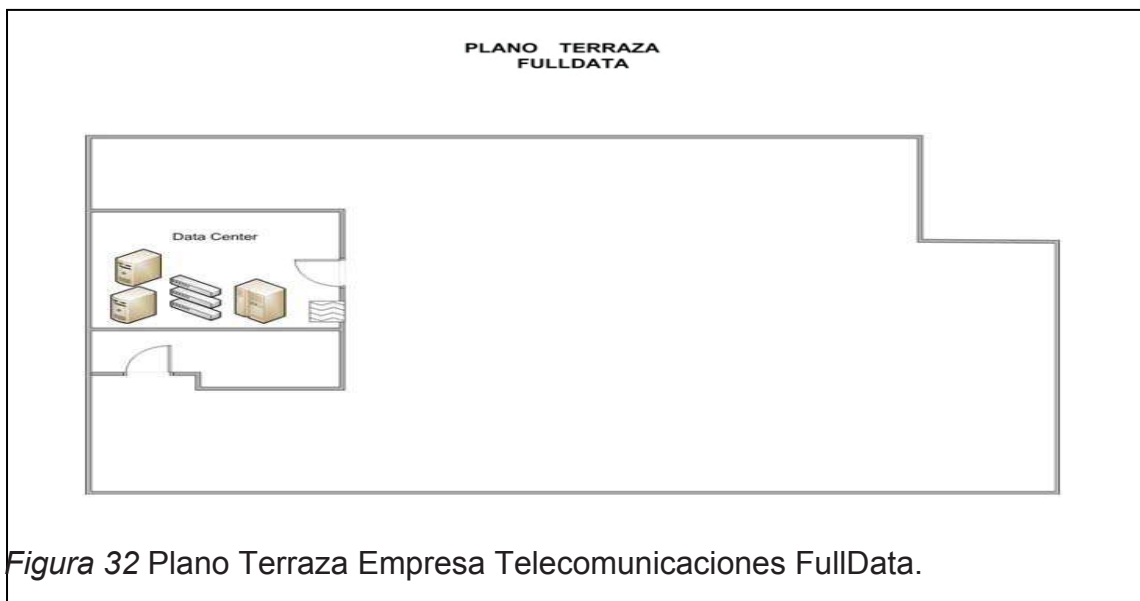 PLANO TERRAZA
FULLDATA
Data Center
Figura 32 Plano Terraza Empresa Telecomunicaciones FullData.